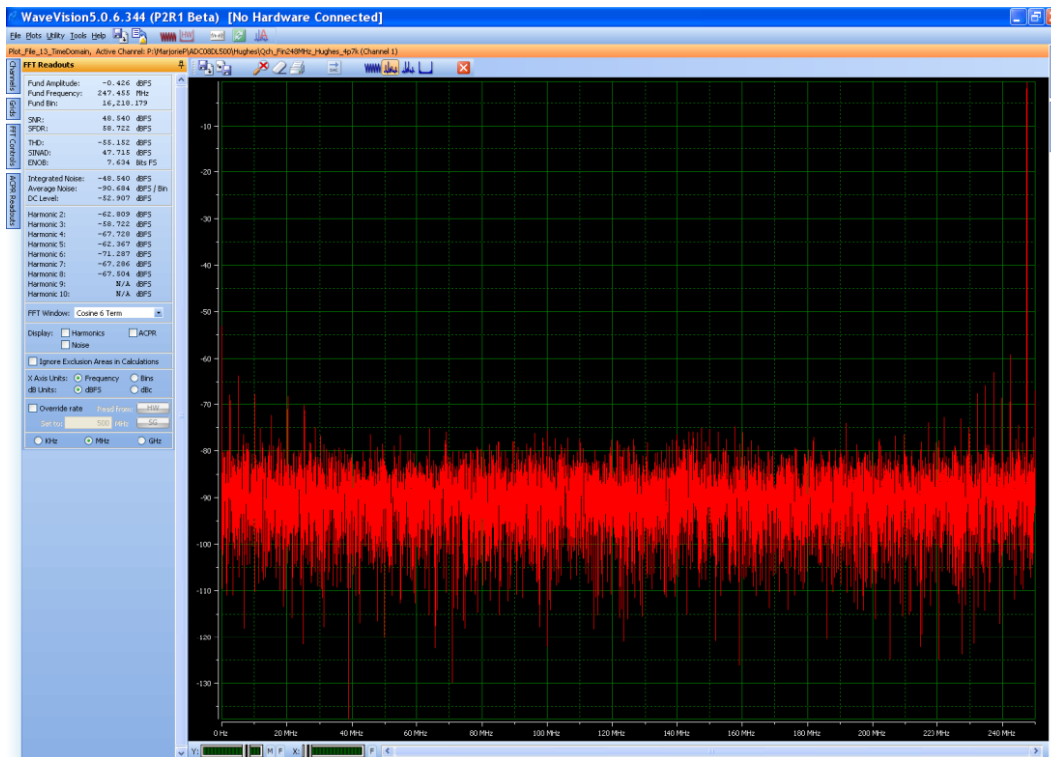 WaveVision5.0.6.344 (P2R1 Beta) [No Hardware Connected]
File Plots Utility Tools Help
Plot_File_13_TimeDomain, Active Channel: P:\MarjorieP\ADC08DL500\Hughes\Qch_Fin248MHz_Hughes_4p7k (Channel 1)
Channels
Grids
FFT Controls
ACPR Readouts
FFT Readouts
Fund Amplitude: -0.426 dBFS
Fund Frequency: 247.455 MHz
Fund Bin: 16,218.179
SNR: 48.540 dBFS
SFDR: 58.722 dBFS
THD: -55.152 dBFS
SINAD: 47.715 dBFS
ENOB: 7.634 Bits FS
Integrated Noise: -48.540 dBFS
Average Noise: -90.684 dBFS / Bin
DC Level: -52.907 dBFS
Harmonic 2: -62.809 dBFS
Harmonic 3: -58.722 dBFS
Harmonic 4: -67.728 dBFS
Harmonic 5: -62.367 dBFS
Harmonic 6: -71.287 dBFS
Harmonic 7: -67.286 dBFS
Harmonic 8: -67.504 dBFS
Harmonic 9: N/A dBFS
Harmonic 10: N/A dBFS
FFT Window: Cosine 6 Term
Display: Harmonics ACPR
Noise
Ignore Exclusion Areas in Calculations
X Axis Units: Frequency Bins
dB Units: dBFS dBc
Override rate Read from: HW
Set to: 500 MHz SG
KHz MHz GHz
-10
-20
-30
-40
-50
-60
-70
-80
-90
-100
-110
-120
-130
0 Hz 20 MHz 40 MHz 60 MHz 80 MHz 100 MHz 120 MHz 140 MHz 160 MHz 180 MHz 200 MHz 223 MHz 240 MHz
Y: M F X: F